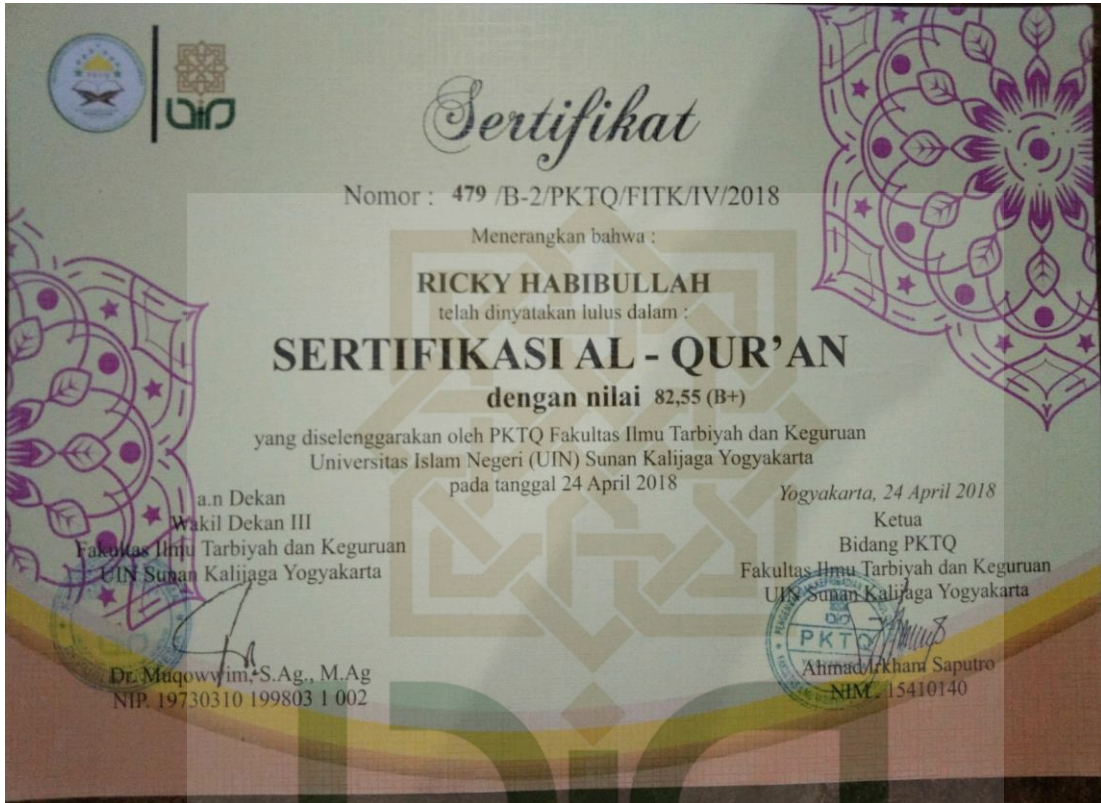 Sertifikat
Nomor : 479 /B-2/PKTQ/FITK/IV/2018
Menerangkan bahwa :
RICKY HABIBULLAH
telah dinyatakan lulus dalam :
SERTIFIKASI AL - QUR'AN
dengan nilai 82,55 (B+)
yang diselenggarakan oleh PKTQ Fakultas Ilmu Tarbiyah dan Keguruan
Universitas Islam Negeri (UIN) Sunan Kalijaga Yogyakarta
pada tanggal 24 April 2018
a.n Dekan
Wakil Dekan III
Fakultas Ilmu Tarbiyah dan Keguruan
UIN Sunan Kalijaga Yogyakarta
Dr. Muqowwim, S.Ag., M.Ag
NIP. 19730310 199803 1 002
Yogyakarta, 24 April 2018
Ketua
Bidang PKTQ
Fakultas Ilmu Tarbiyah dan Keguruan
UIN Sunan Kalijaga Yogyakarta
PKTQ
Ahmad Irkham Saputro
NIM. 15410140